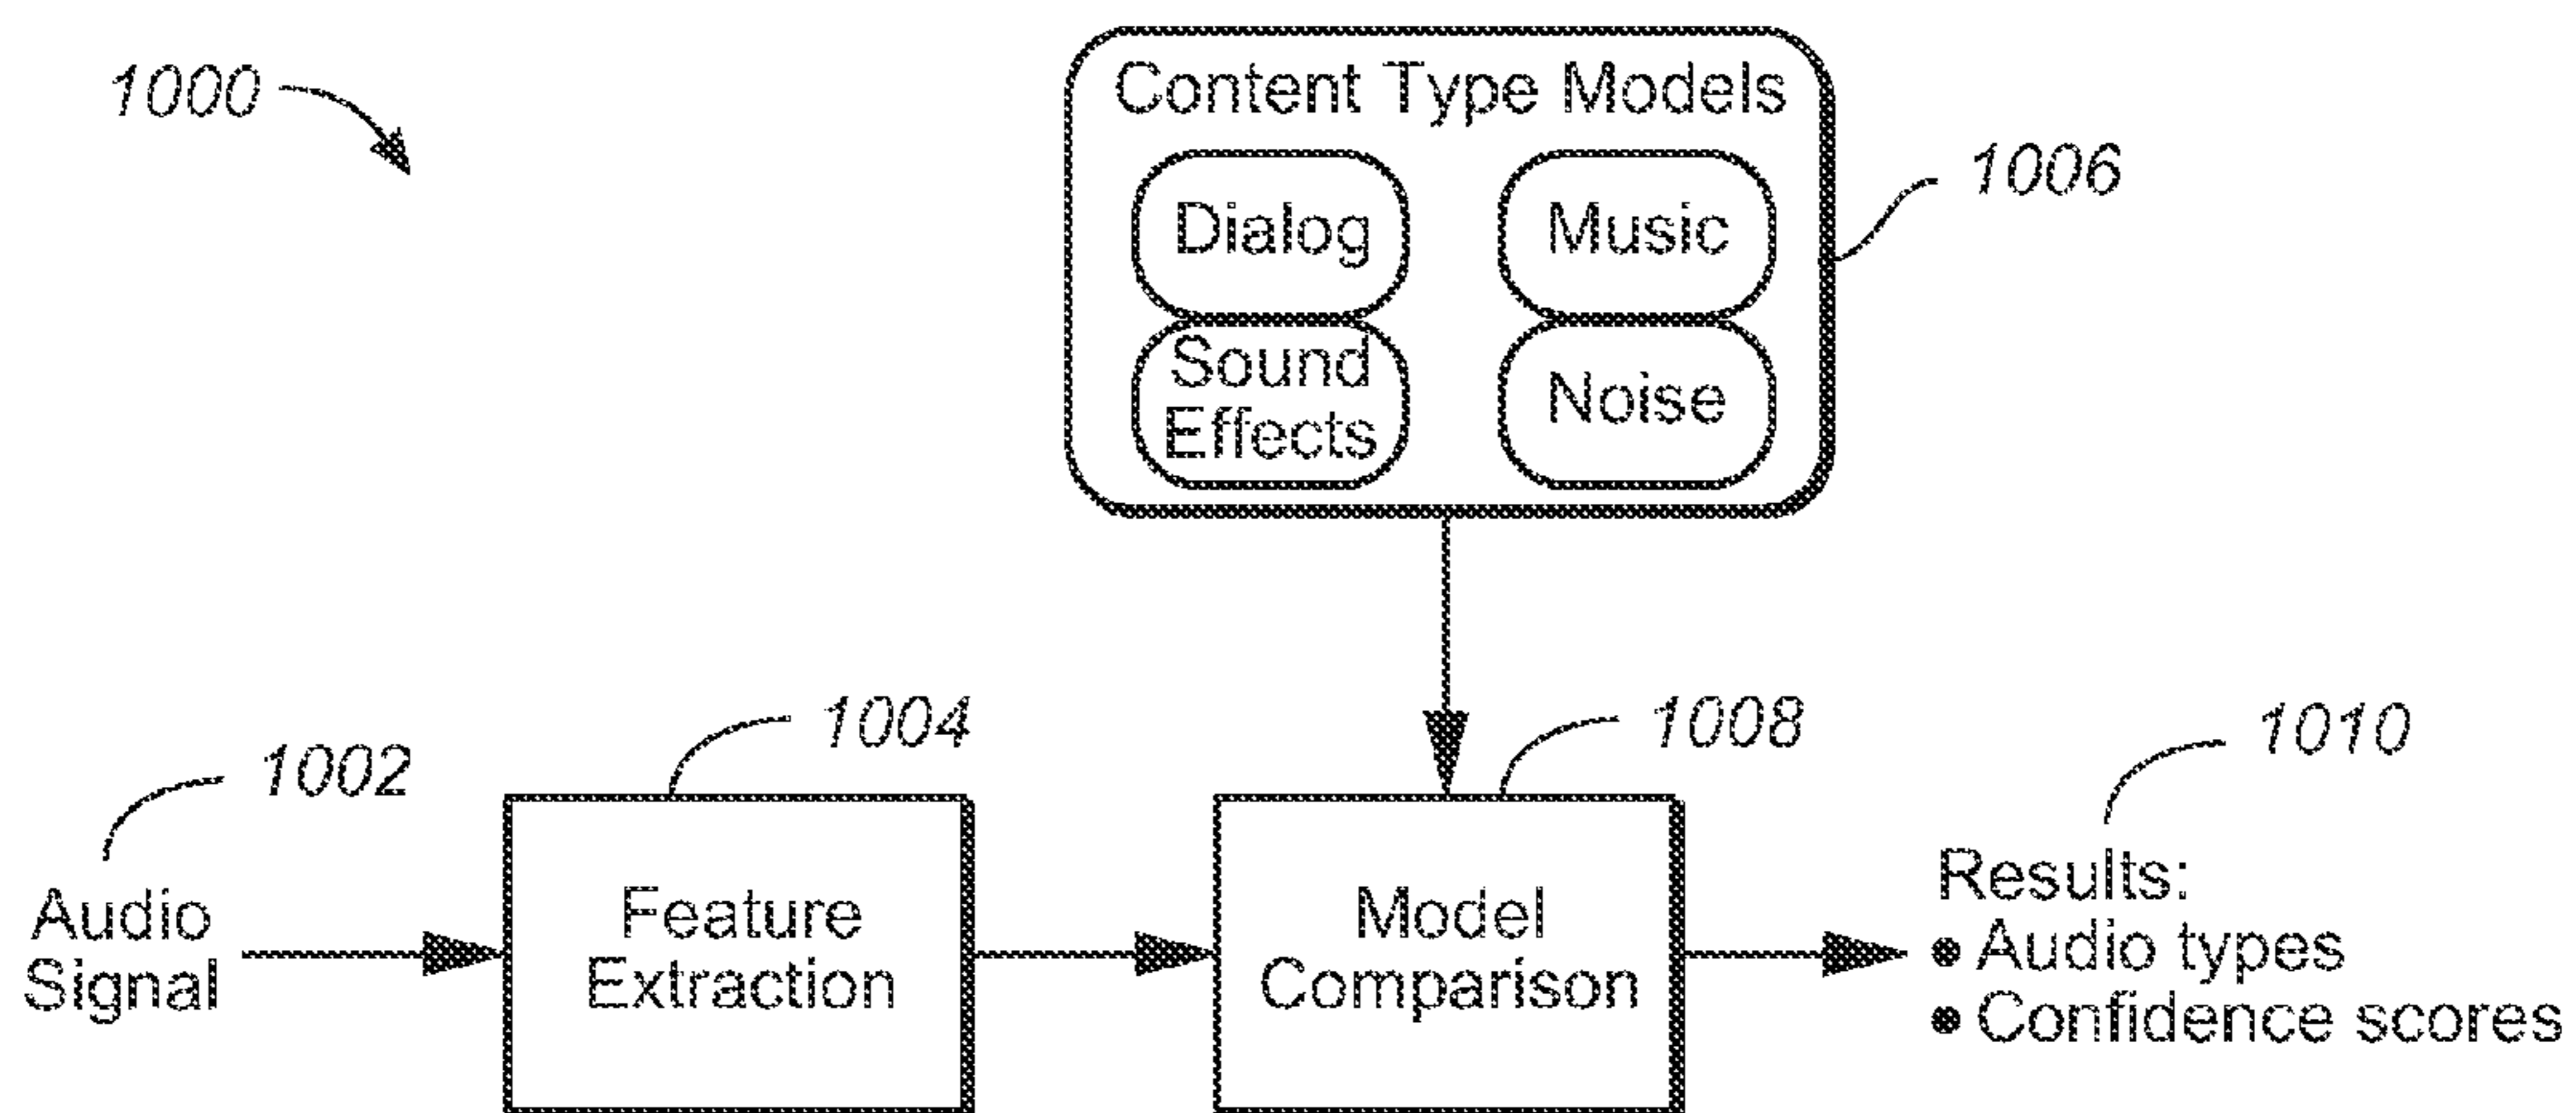 1000
Content Type Models
Dialog
Music
1006
Sound
Effects
Noise
1002
Audio
Signal
1004
Feature
Extraction
1008
Model
Comparison
1010
Results:
• Audio types
• Confidence scores